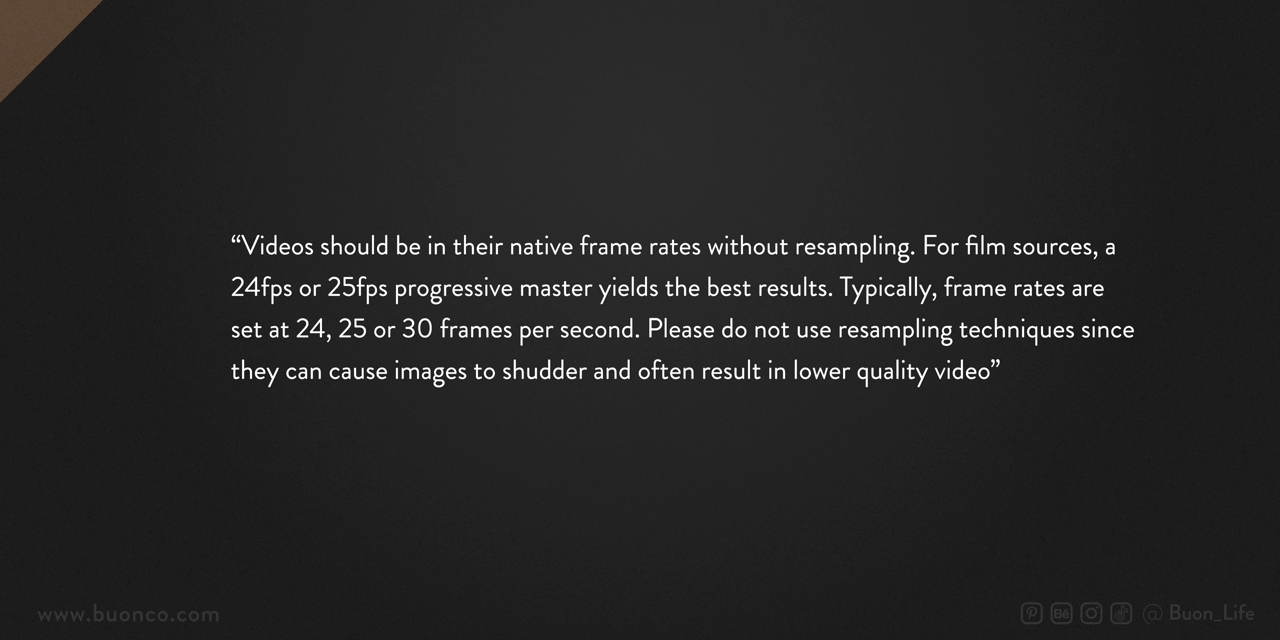 “Videos should be in their native frame rates without resampling. For film sources, a
24fps or 25fps progressive master yields the best results. Typically, frame rates are
set at 24, 25 or 30 frames per second. Please do not use resampling techniques since
they can cause images to shudder and often result in lower quality video”
www.buonco.com
Bē @ Buon_Life